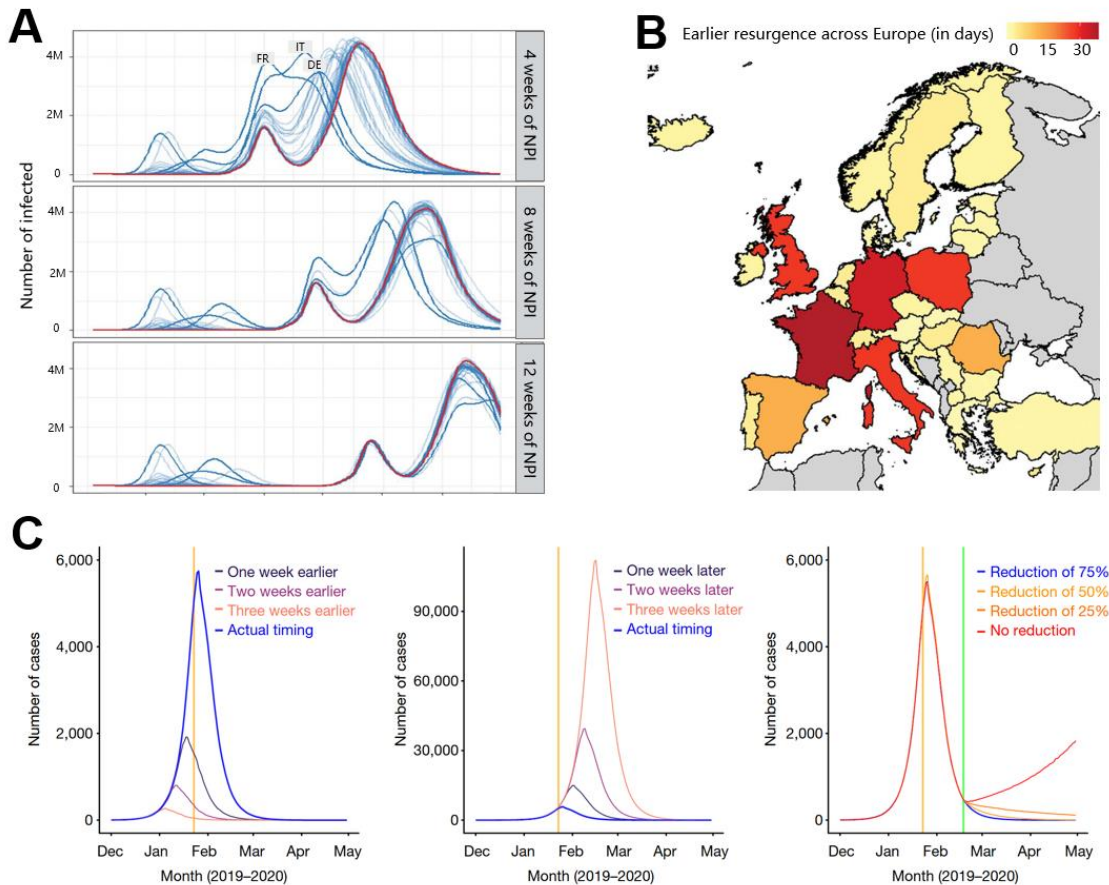 A
B
Earlier resurgence across Europe (in days)
0 15 30
Number of infected
FR
IT
DE
4M
2M
0
4 weeks of NPI
4M
2M
0
8 weeks of NPI
4M
2M
0
12 weeks of NPI
C
Number of cases
6,000
4,000
2,000
0
One week earlier
Two weeks earlier
Three weeks earlier
Actual timing
Dec Jan Feb Mar Apr May
Month (2019–2020)
Number of cases
90,000
60,000
30,000
0
One week later
Two weeks later
Three weeks later
Actual timing
Dec Jan Feb Mar Apr May
Month (2019–2020)
Number of cases
6,000
4,000
2,000
0
Reduction of 75%
Reduction of 50%
Reduction of 25%
No reduction
Dec Jan Feb Mar Apr May
Month (2019–2020)